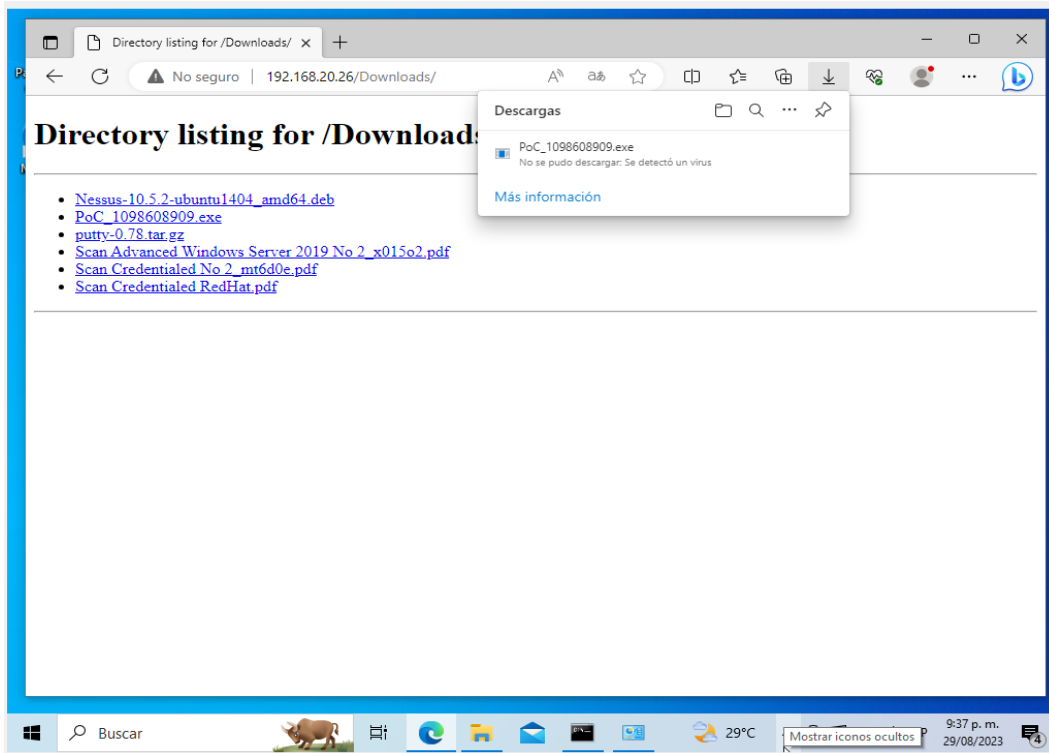 Directory listing for /Downloads/
No seguro
192.168.20.26/Downloads/
Descargas
PoC_1098608909.exe
No se pudo descargar: Se detectó un virus
Más información
Directory listing for /Downloads
Nessus-10.5.2-ubuntu1404_amd64.deb
PoC_1098608909.exe
putty-0.78.tar.gz
Scan Advanced Windows Server 2019 No 2_x015o2.pdf
Scan Credentialed No 2_mt6d0e.pdf
Scan Credentialed RedHat.pdf
Buscar
29°C
Mostrar iconos ocultos
9:37 p. m.
29/08/2023
4